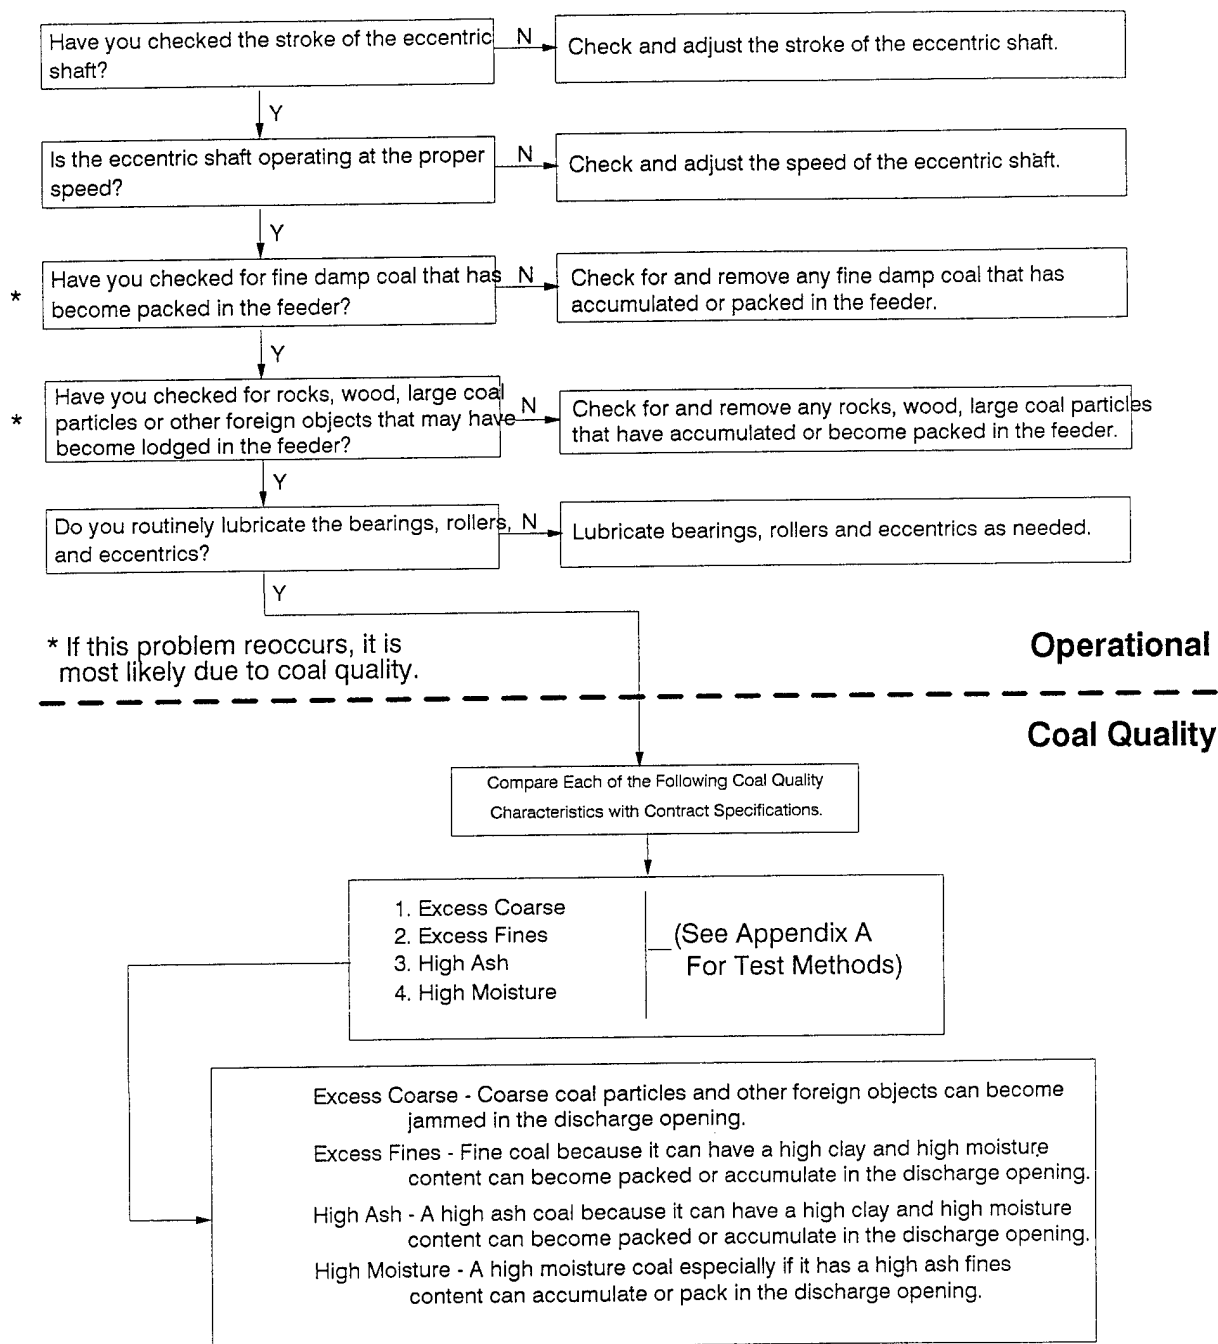 Have you checked the stroke of the eccentric
shaft?
N
Check and adjust the stroke of the eccentric shaft.
Y
Is the eccentric shaft operating at the proper
speed?
N
Check and adjust the speed of the eccentric shaft.
Y
*
Have you checked for fine damp coal that has
become packed in the feeder?
N
Check for and remove any fine damp coal that has
accumulated or packed in the feeder.
Y
*
Have you checked for rocks, wood, large coal
particles or other foreign objects that may have
become lodged in the feeder?
N
Check for and remove any rocks, wood, large coal particles
that have accumulated or become packed in the feeder.
Y
Do you routinely lubricate the bearings, rollers,
and eccentrics?
N
Lubricate bearings, rollers and eccentrics as needed.
Y
* If this problem reoccurs, it is
most likely due to coal quality.
Operational
Coal Quality
Compare Each of the Following Coal Quality
Characteristics with Contract Specifications.
1. Excess Coarse
2. Excess Fines
3. High Ash
4. High Moisture
(See Appendix A
For Test Methods)
Excess Coarse - Coarse coal particles and other foreign objects can become
jammed in the discharge opening.
Excess Fines - Fine coal because it can have a high clay and high moisture
content can become packed or accumulate in the discharge opening.
High Ash - A high ash coal because it can have a high clay and high moisture
content can become packed or accumulate in the discharge opening.
High Moisture - A high moisture coal especially if it has a high ash fines
content can accumulate or pack in the discharge opening.